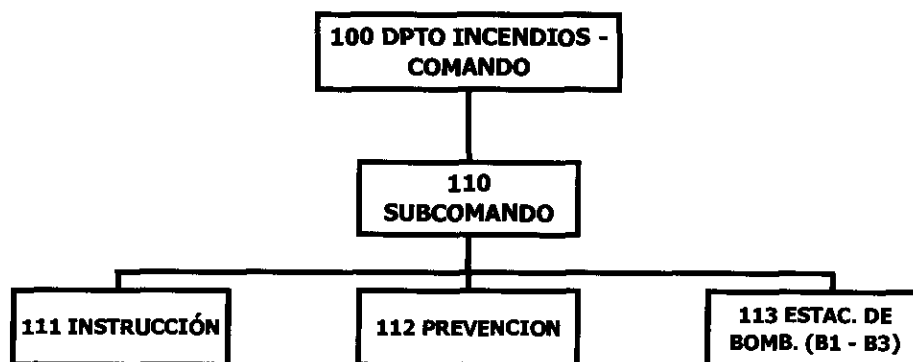 100 DPTO INCENDIOS -
COMANDO
110
SUBCOMANDO
111 INSTRUCCIÓN
112 PREVENCION
113 ESTAC. DE
BOMB. (B1 - B3)